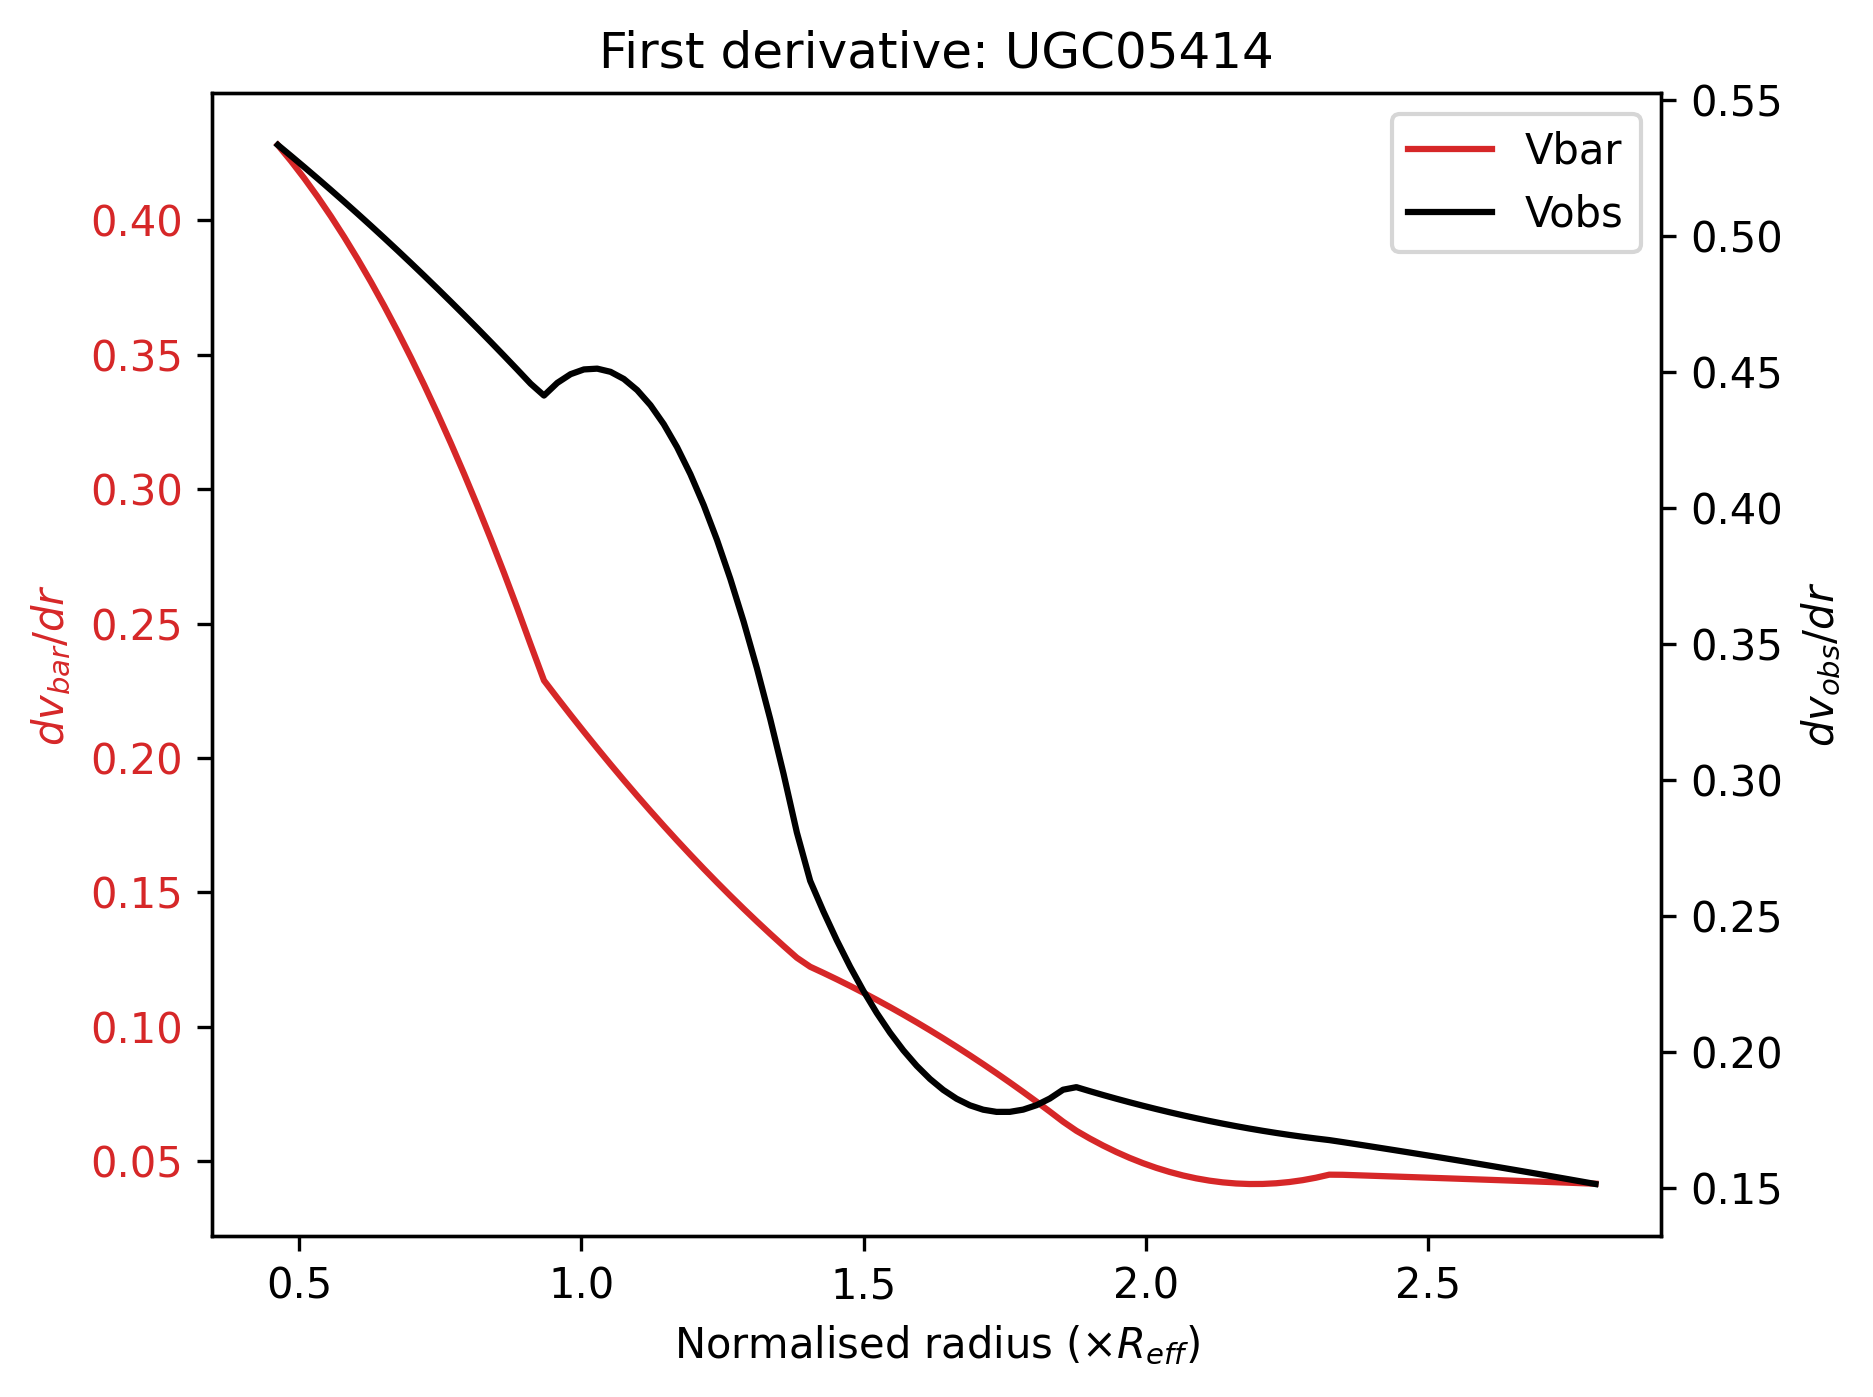 First derivative: UGC05414
Vbar
Vobs
0.40
0.35
0.30
0.25
0.20
0.15
0.10
0.05
dv_bar/dr
0.55
0.50
0.45
0.40
0.35
0.30
0.25
0.20
0.15
dv_obs/dr
0.5 1.0 1.5 2.0 2.5
Normalised radius (×R_eff)